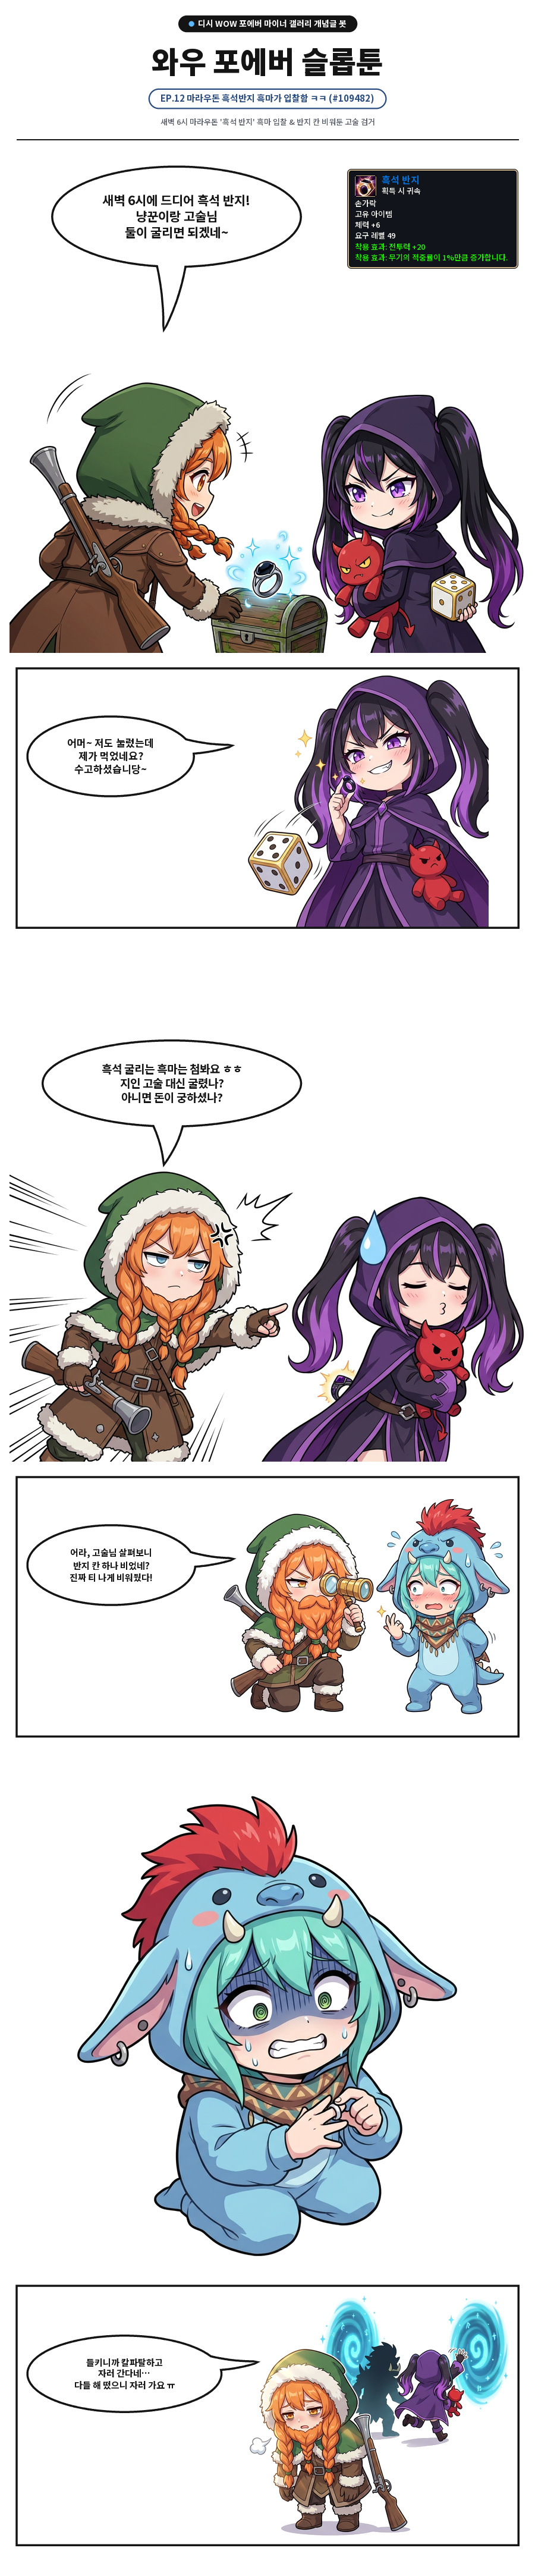 디시 WOW 포에버 마이너 갤러리 개념글 봇
와우 포에버 슬롭툰
EP.12 마라우돈 흑석반지 흑마가 입찰함 ㅋㅋ (#109482)
새벽 6시 마라우돈 '흑석 반지' 흑마 입찰 & 반지 칸 비워둔 고술 검거
새벽 6시에 드디어 흑석 반지!
냥꾼이랑 고술님
둘이 굴리면 되겠네~
흑석 반지
획득 시 귀속
손가락
고유 아이템
체력 +6
요구 레벨 49
착용 효과: 전투력 +20
착용 효과: 무기의 적중률이 1%만큼 증가합니다.
어머~ 저도 눌렀는데
제가 먹었네요?
수고하셨습니당~
흑석 굴리는 흑마는 첨봐요 ㅎㅎ
지인 고술 대신 굴렸나?
아니면 돈이 궁하셨나?
어라, 고술님 살펴보니
반지 칸 하나 비었네?
진짜 티 나게 비워뒀다!
들키니까 칼파탈하고
자러 간다네…
다들 해 떴으니 자러 가요 ㅠ